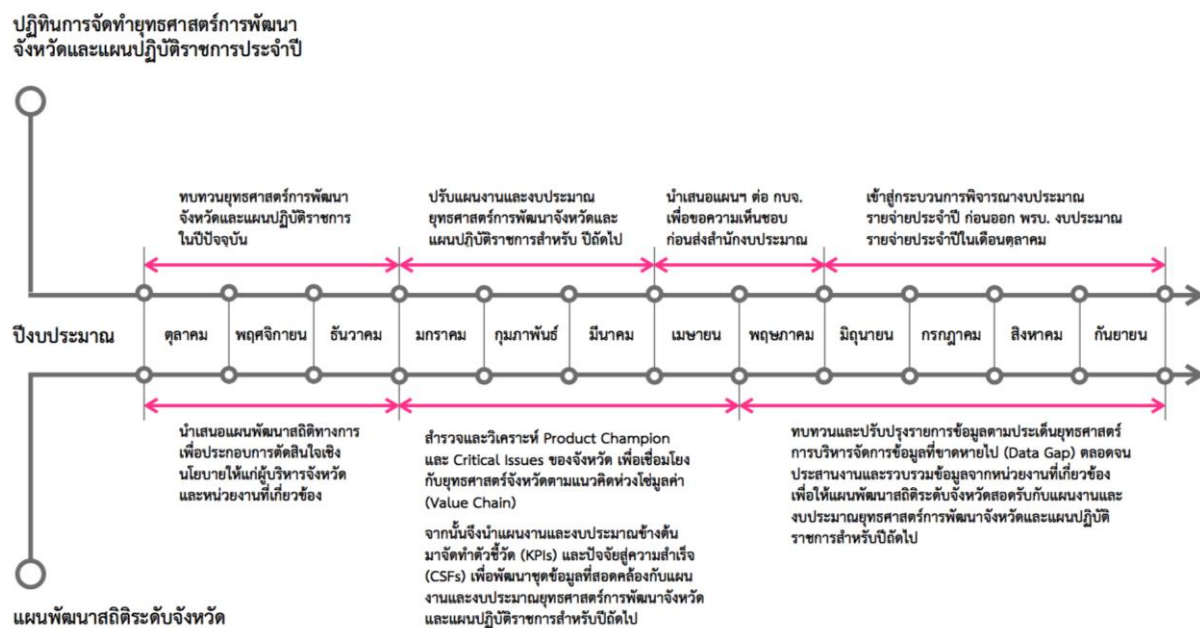 ปฏิทินการจัดทำยุทธศาสตร์การพัฒนา
จังหวัดและแผนปฏิบัติราชการประจำปี
ทบทวนยุทธศาสตร์การพัฒนา
จังหวัดและแผนปฏิบัติราชการ
ในปีปัจจุบัน
ปรับแผนงานและงบประมาณ
ยุทธศาสตร์การพัฒนาจังหวัดและ
แผนปฏิบัติราชการสำหรับ ปีถัดไป
นำเสนอแผนฯ ต่อ กบจ.
เพื่อขอความเห็นชอบ
ก่อนส่งสำนักงบประมาณ
เข้าสู่กระบวนการพิจารณางบประมาณ
รายจ่ายประจำปี ก่อนออก พรบ. งบประมาณ
รายจ่ายประจำปีในเดือนตุลาคม
ปีงบประมาณ
ตุลาคม
พฤศจิกายน
ธันวาคม
มกราคม
กุมภาพันธ์
มีนาคม
เมษายน
พฤษภาคม
มิถุนายน
กรกฎาคม
สิงหาคม
กันยายน
นำเสนอแผนพัฒนาสถิติทางการ
เพื่อประกอบการตัดสินใจเชิง
นโยบายให้แก่ผู้บริหารจังหวัด
และหน่วยงานที่เกี่ยวข้อง
สำรวจและวิเคราะห์ Product Champion
และ Critical Issues ของจังหวัด เพื่อเชื่อมโยง
กับยุทธศาสตร์จังหวัดตามแนวคิดห่วงโซ่มูลค่า
(Value Chain)
จากนั้นจึงนำแผนงานและงบประมาณข้างต้น
มาจัดทำตัวชี้วัด (KPIs) และปัจจัยสู่ความสำเร็จ
(CSFs) เพื่อพัฒนาชุดข้อมูลที่สอดคล้องกับแผน
งานและงบประมาณยุทธศาสตร์การพัฒนาจังหวัด
และแผนปฏิบัติราชการสำหรับปีถัดไป
ทบทวนและปรับปรุงรายการข้อมูลตามประเด็นยุทธศาสตร์
การบริหารจัดการข้อมูลที่ขาดหายไป (Data Gap) ตลอดจน
ประสานงานและรวบรวมข้อมูลจากหน่วยงานที่เกี่ยวข้อง
เพื่อให้แผนพัฒนาสถิติระดับจังหวัดสอดรับกับแผนงานและ
งบประมาณยุทธศาสตร์การพัฒนาจังหวัดและแผนปฏิบัติ
ราชการสำหรับปีถัดไป
แผนพัฒนาสถิติระดับจังหวัด